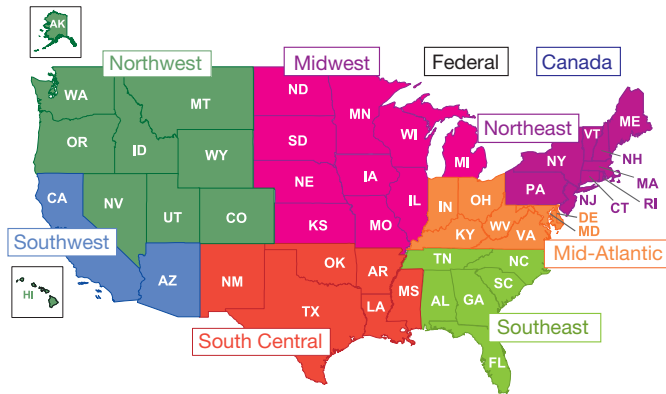 AK
Northwest
Midwest
Federal
Canada
WA
MT
ND
MN
ME
VT
Northeast
OR
ID
WY
SD
WI
MI
NY
NH
MA
RI
CT
NJ
PA
CA
NV
UT
CO
NE
IA
IL
IN
OH
DE
MD
KS
MO
KY
WV
VA
Southwest
Mid-Atlantic
AZ
NM
OK
AR
TN
NC
SC
HI
TX
LA
MS
AL
GA
South Central
Southeast
FL